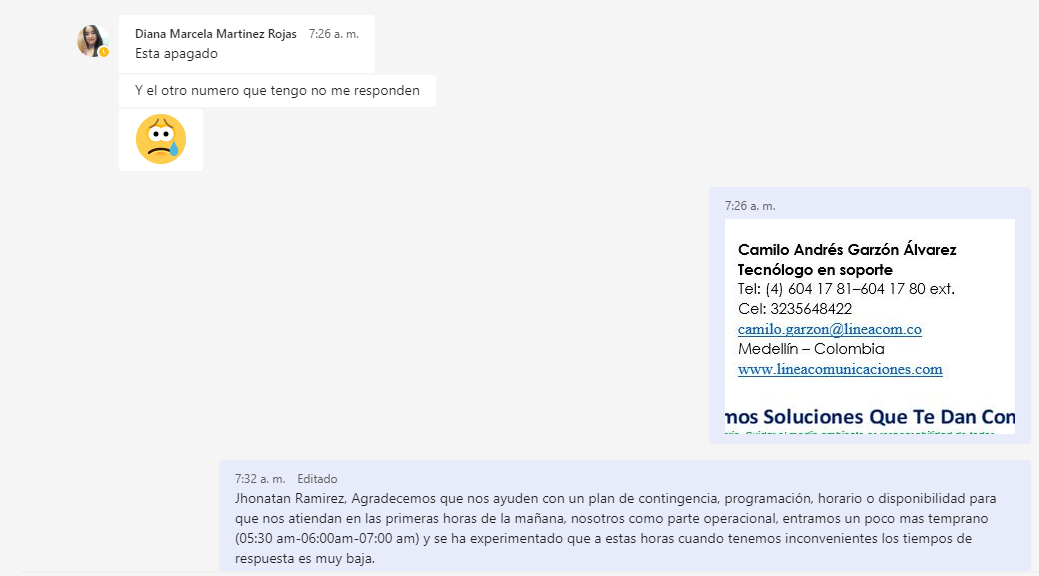 Diana Marcela Martinez Rojas 7:26 a. m.
Esta apagado
Y el otro numero que tengo no me responden
7:26 a. m.
Camilo Andrés Garzón Álvarez
Tecnólogo en soporte
Tel: (4) 604 17 81–604 17 80 ext.
Cel: 3235648422
camilo.garzon@lineacom.co
Medellín – Colombia
www.lineacomunicaciones.com
mos Soluciones Que Te Dan Con
7:32 a. m. Editado
Jhonatan Ramirez, Agradecemos que nos ayuden con un plan de contingencia, programación, horario o disponibilidad para
que nos atiendan en las primeras horas de la mañana, nosotros como parte operacional, entramos un poco mas temprano
(05:30 am-06:00am-07:00 am) y se ha experimentado que a estas horas cuando tenemos inconvenientes los tiempos de
respuesta es muy baja.